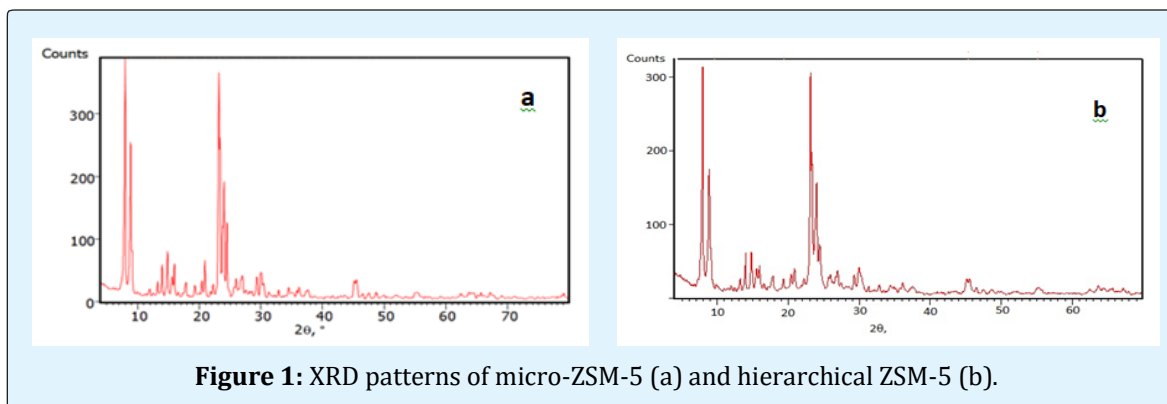 Counts
a
300
200
100
0
10 20 30 40 50 60 70
2θ, °
Counts
b
300
200
100
10 20 30 40 50 60
2θ,
Figure 1: XRD patterns of micro-ZSM-5 (a) and hierarchical ZSM-5 (b).